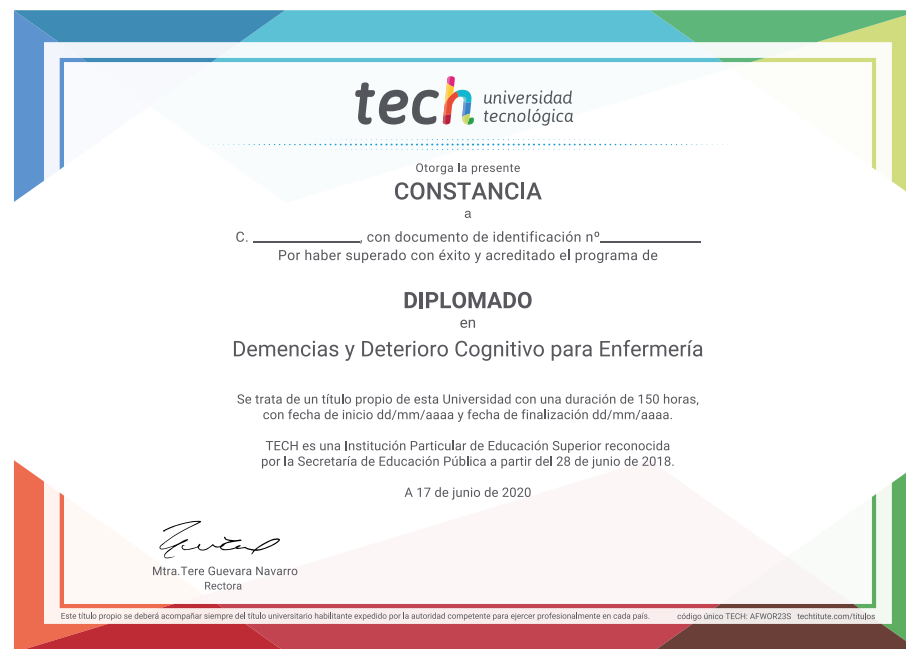 tech universidad
tecnológica
Otorga la presente
CONSTANCIA
a
C. ____________, con documento de identificación nº____________
Por haber superado con éxito y acreditado el programa de
DIPLOMADO
en
Demencias y Deterioro Cognitivo para Enfermería
Se trata de un título propio de esta Universidad con una duración de 150 horas,
con fecha de inicio dd/mm/aaaa y fecha de finalización dd/mm/aaaa.
TECH es una Institución Particular de Educación Superior reconocida
por la Secretaría de Educación Pública a partir del 28 de junio de 2018.
A 17 de junio de 2020
Mtra.Tere Guevara Navarro
Rectora
Este título propio se deberá acompañar siempre del título universitario habilitante expedido por la autoridad competente para ejercer profesionalmente en cada país. código único TECH: AFWOR23S techtitute.com/titulos